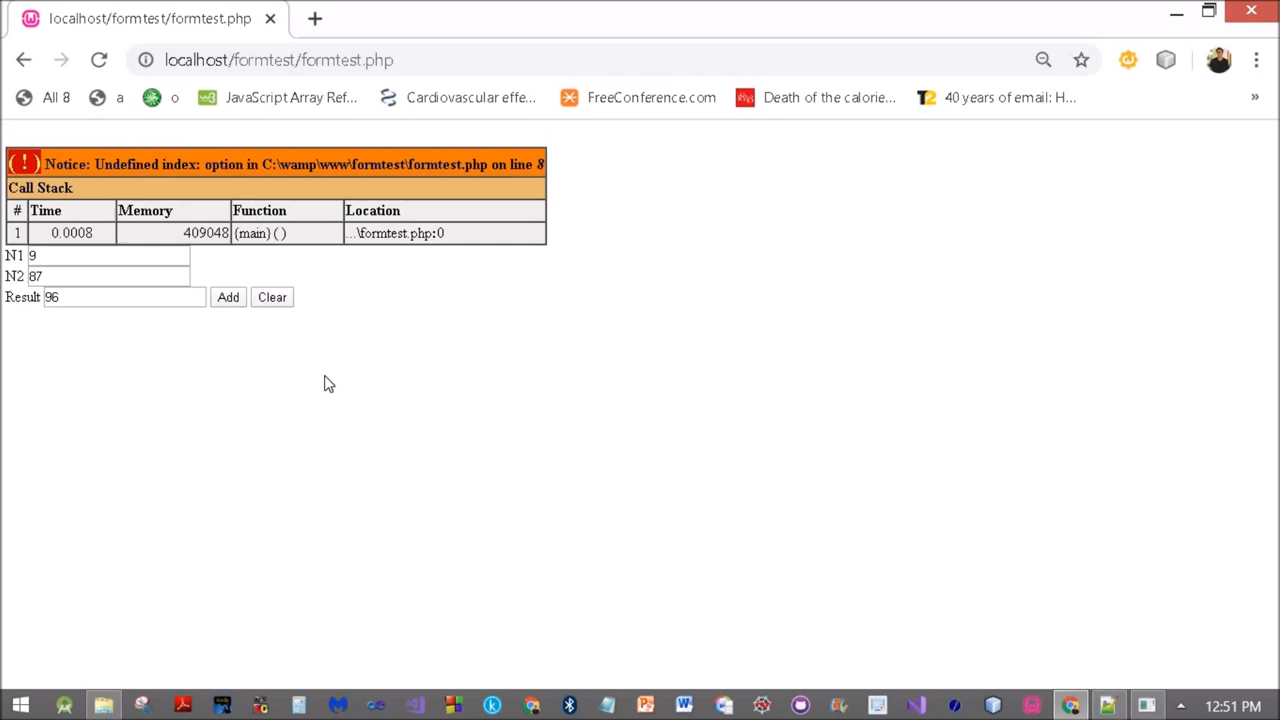 localhost/formtest/formtest.php
localhost/formtest/formtest.php
All 8 a o JavaScript Array Ref... Cardiovascular effe... FreeConference.com Death of the calorie... 40 years of email: H... »
( ! ) Notice: Undefined index: option in C:\wamp\www\formtest\formtest.php on line 8
Call Stack
# Time Memory Function Location
1 0.0008 409048 {main}( ) ...\formtest.php:0
N1 9
N2 87
Result 96 Add Clear
12:51 PM